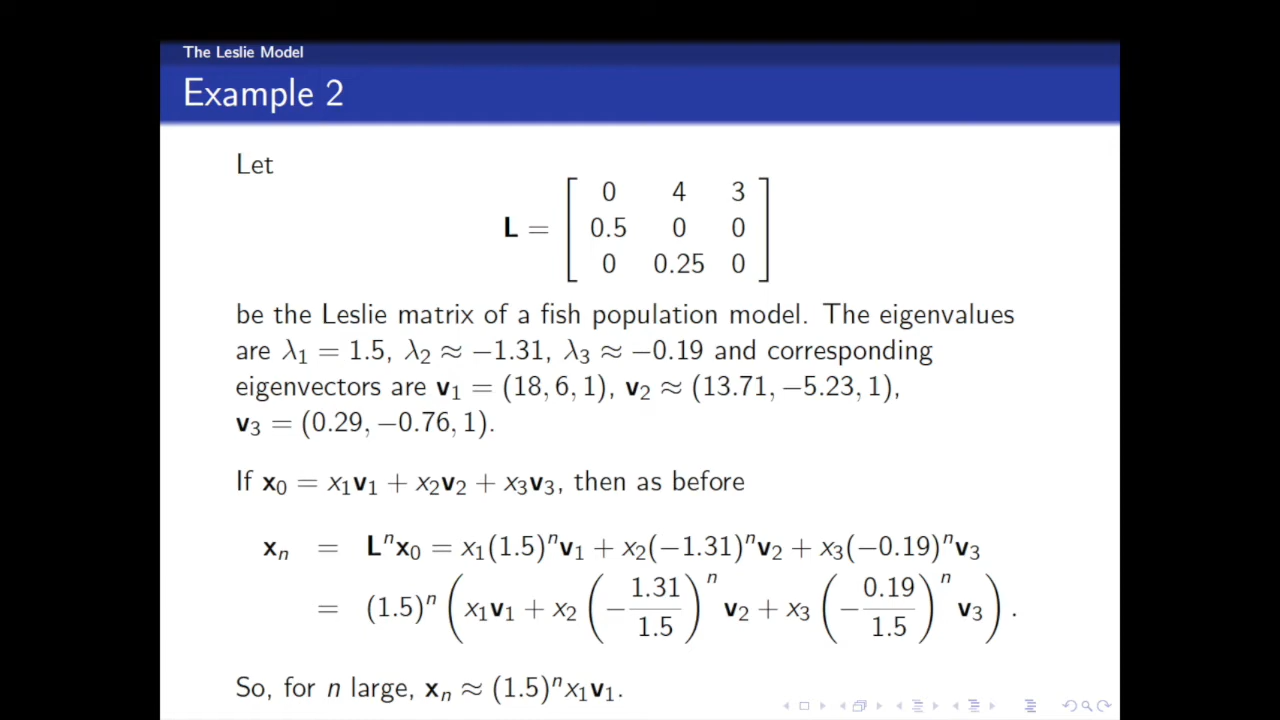 The Leslie Model
Example 2
Let
L = [ 0 4 3
0.5 0 0
0 0.25 0 ]
be the Leslie matrix of a fish population model. The eigenvalues
are λ₁ = 1.5, λ₂ ≈ −1.31, λ₃ ≈ −0.19 and corresponding
eigenvectors are v₁ = (18, 6, 1), v₂ ≈ (13.71, −5.23, 1),
v₃ = (0.29, −0.76, 1).
If x₀ = x₁v₁ + x₂v₂ + x₃v₃, then as before
xₙ = Lⁿx₀ = x₁(1.5)ⁿv₁ + x₂(−1.31)ⁿv₂ + x₃(−0.19)ⁿv₃
= (1.5)ⁿ (x₁v₁ + x₂ (−1.31/1.5)ⁿ v₂ + x₃ (−0.19/1.5)ⁿ v₃).
So, for n large, xₙ ≈ (1.5)ⁿx₁v₁.